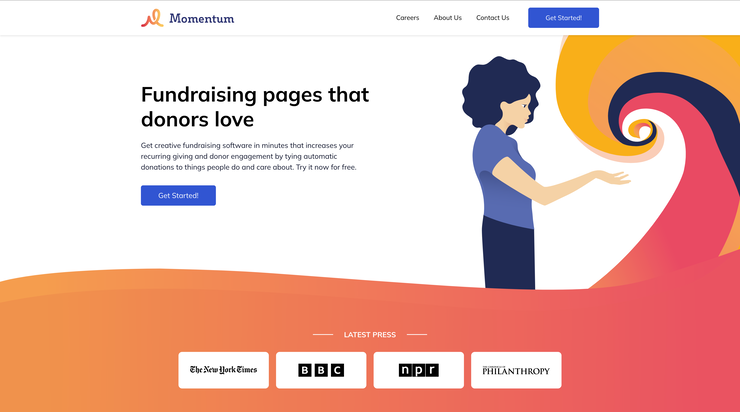 Momentum
Careers About Us Contact Us Get Started!
Fundraising pages that
donors love
Get creative fundraising software in minutes that increases your
recurring giving and donor engagement by tying automatic
donations to things people do and care about. Try it now for free.
Get Started!
LATEST PRESS
The New York Times BBC npr PHILANTHROPY